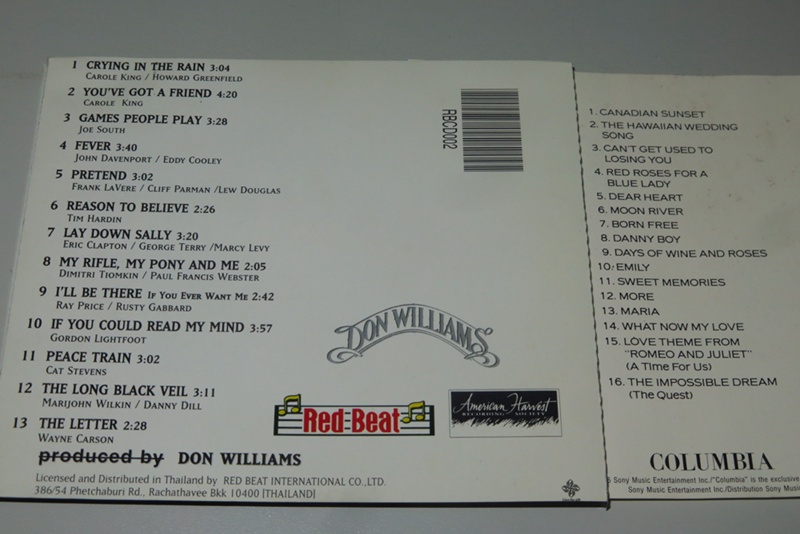 1 CRYING IN THE RAIN 3:04
CAROLE KING / HOWARD GREENFIELD
2 YOU'VE GOT A FRIEND 4:20
CAROLE KING
3 GAMES PEOPLE PLAY 3:28
JOE SOUTH
4 FEVER 3:40
JOHN DAVENPORT / EDDY COOLEY
5 PRETEND 3:02
FRANK LAVERE / CLIFF PARMAN /LEW DOUGLAS
6 REASON TO BELIEVE 2:26
TIM HARDIN
7 LAY DOWN SALLY 3:20
ERIC CLAPTON / GEORGE TERRY /MARCY LEVY
8 MY RIFLE, MY PONY AND ME 2:05
DIMITRI TIOMKIN / PAUL FRANCIS WEBSTER
9 I'LL BE THERE IF YOU EVER WANT ME 2:42
RAY PRICE / RUSTY GABBARD
10 IF YOU COULD READ MY MIND 3:57
GORDON LIGHTFOOT
11 PEACE TRAIN 3:02
CAT STEVENS
12 THE LONG BLACK VEIL 3:11
MARIJOHN WILKIN / DANNY DILL
13 THE LETTER 2:28
WAYNE CARSON
produced by DON WILLIAMS
Licensed and Distributed in Thailand by RED BEAT INTERNATIONAL CO.,LTD.
386/54 Phetchaburi Rd., Rachathavee Bkk 10400 [THAILAND]
RBCD002
DON WILLIAMS
Red-Beat
American Harvest
RECORDING SOCIETY
1. CANADIAN SUNSET
2. THE HAWAIIAN WEDDING
SONG
3. CAN'T GET USED TO
LOSING YOU
4. RED ROSES FOR A
BLUE LADY
5. DEAR HEART
6. MOON RIVER
7. BORN FREE
8. DANNY BOY
9. DAYS OF WINE AND ROSES
10. EMILY
11. SWEET MEMORIES
12. MORE
13. MARIA
14. WHAT NOW MY LOVE
15. LOVE THEME FROM
"ROMEO AND JULIET"
(A Time For Us)
16. THE IMPOSSIBLE DREAM
(The Quest)
COLUMBIA
Sony Music Entertainment Inc./"Columbia" is the exclusive
Sony Music Entertainment Inc./Distribution Sony Music